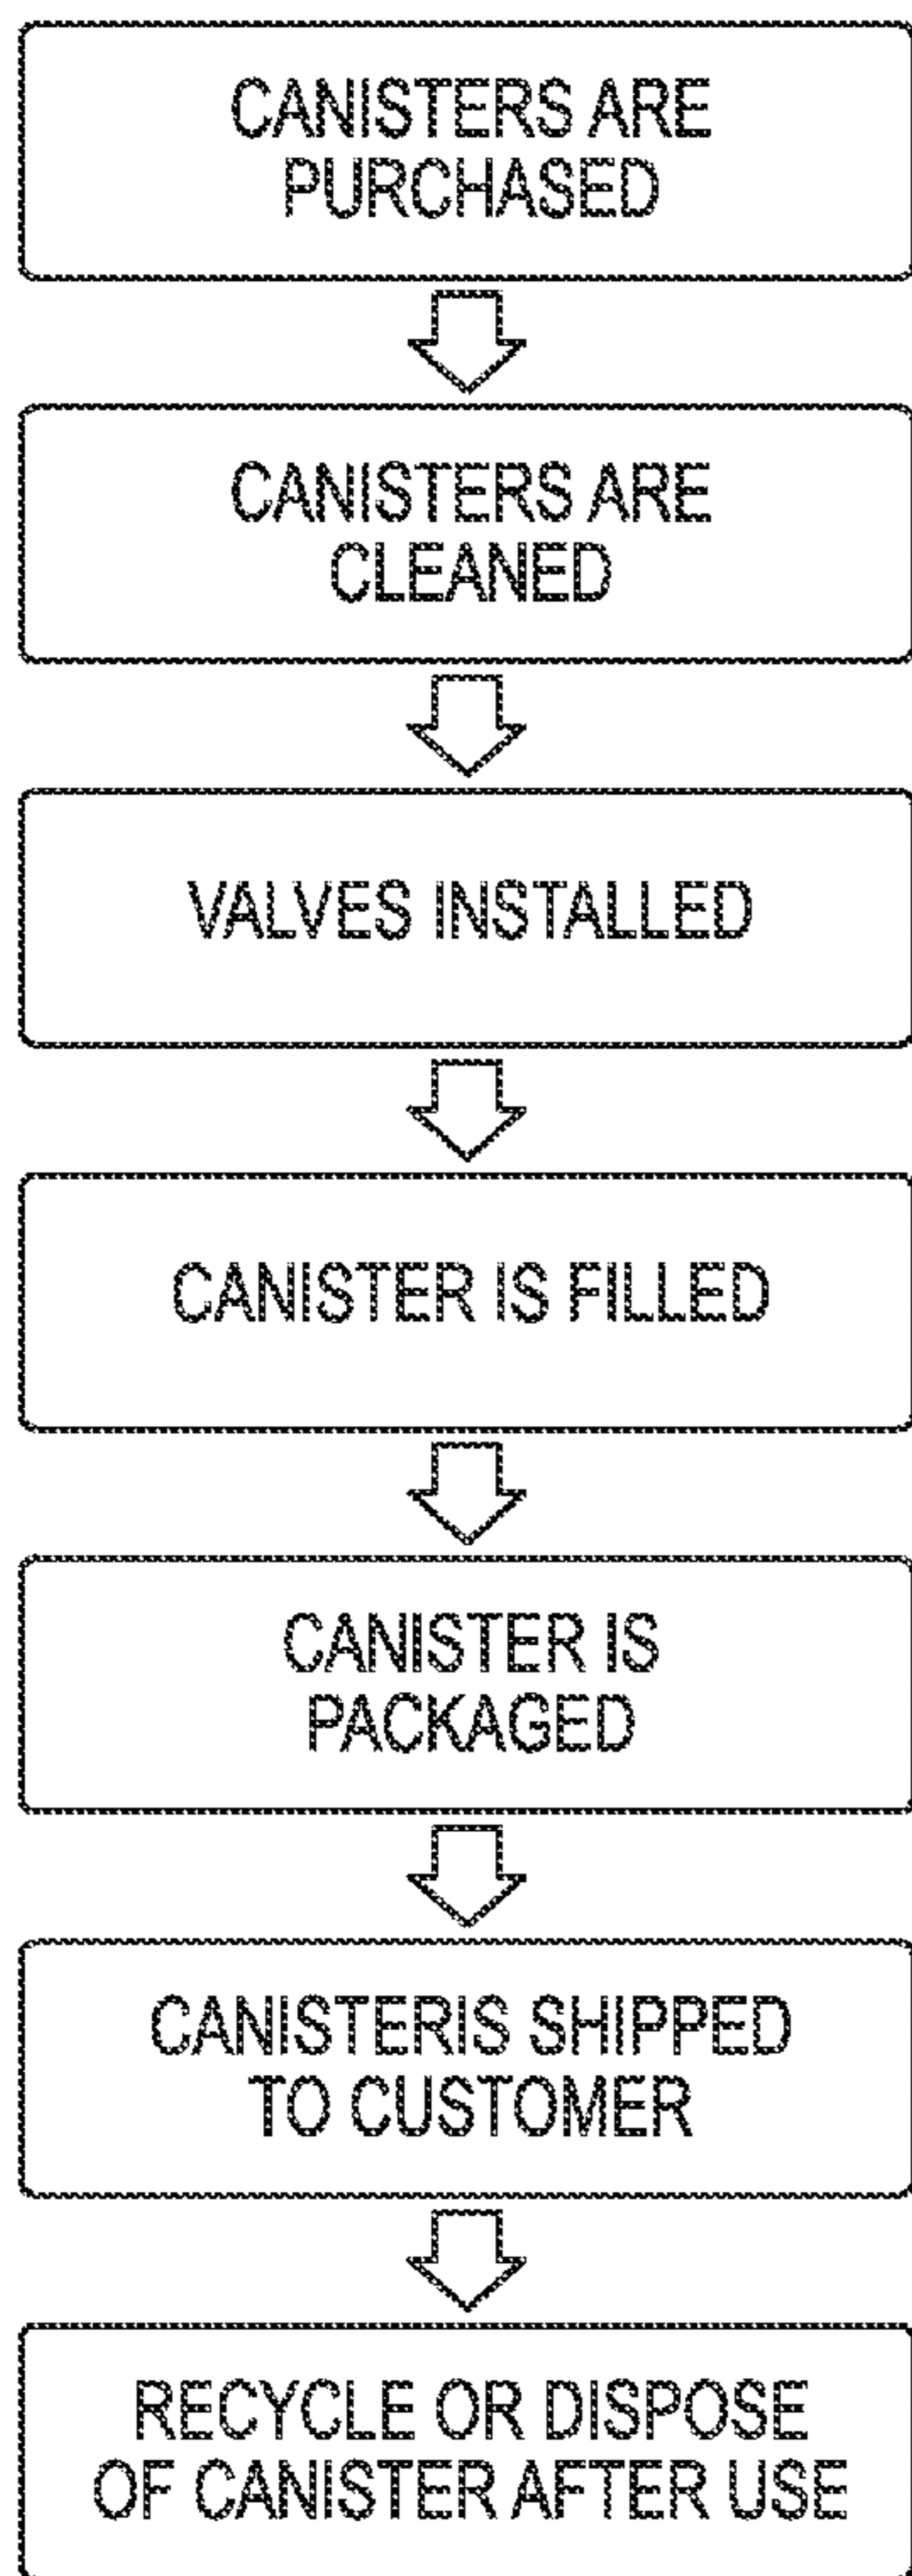 CANISTERS ARE
PURCHASED
CANISTERS ARE
CLEANED
VALVES INSTALLED
CANISTER IS FILLED
CANISTER IS
PACKAGED
CANISTERIS SHIPPED
TO CUSTOMER
RECYCLE OR DISPOSE
OF CANISTER AFTER USE